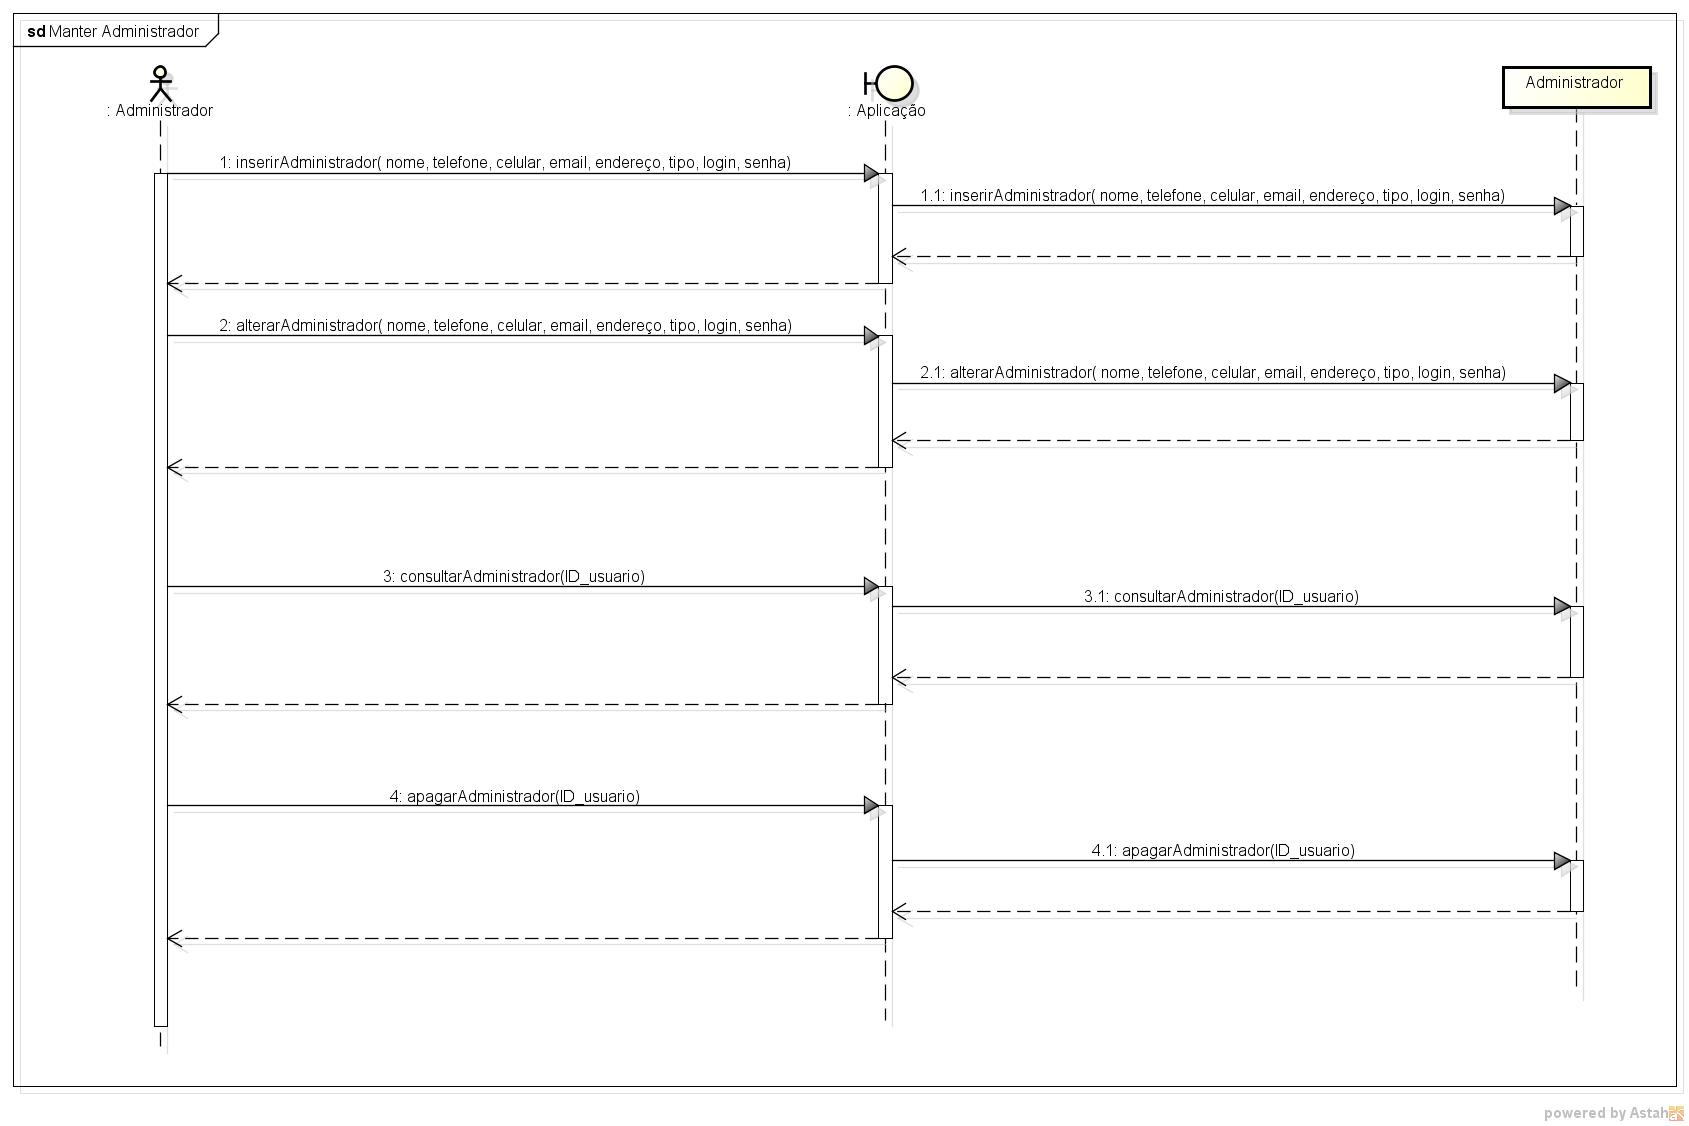 sd Manter Administrador
: Administrador
: Aplicação
Administrador
1: inserirAdministrador( nome, telefone, celular, email, endereço, tipo, login, senha)
1.1: inserirAdministrador( nome, telefone, celular, email, endereço, tipo, login, senha)
2: alterarAdministrador( nome, telefone, celular, email, endereço, tipo, login, senha)
2.1: alterarAdministrador( nome, telefone, celular, email, endereço, tipo, login, senha)
3: consultarAdministrador(ID_usuario)
3.1: consultarAdministrador(ID_usuario)
4: apagarAdministrador(ID_usuario)
4.1: apagarAdministrador(ID_usuario)
powered by Astah